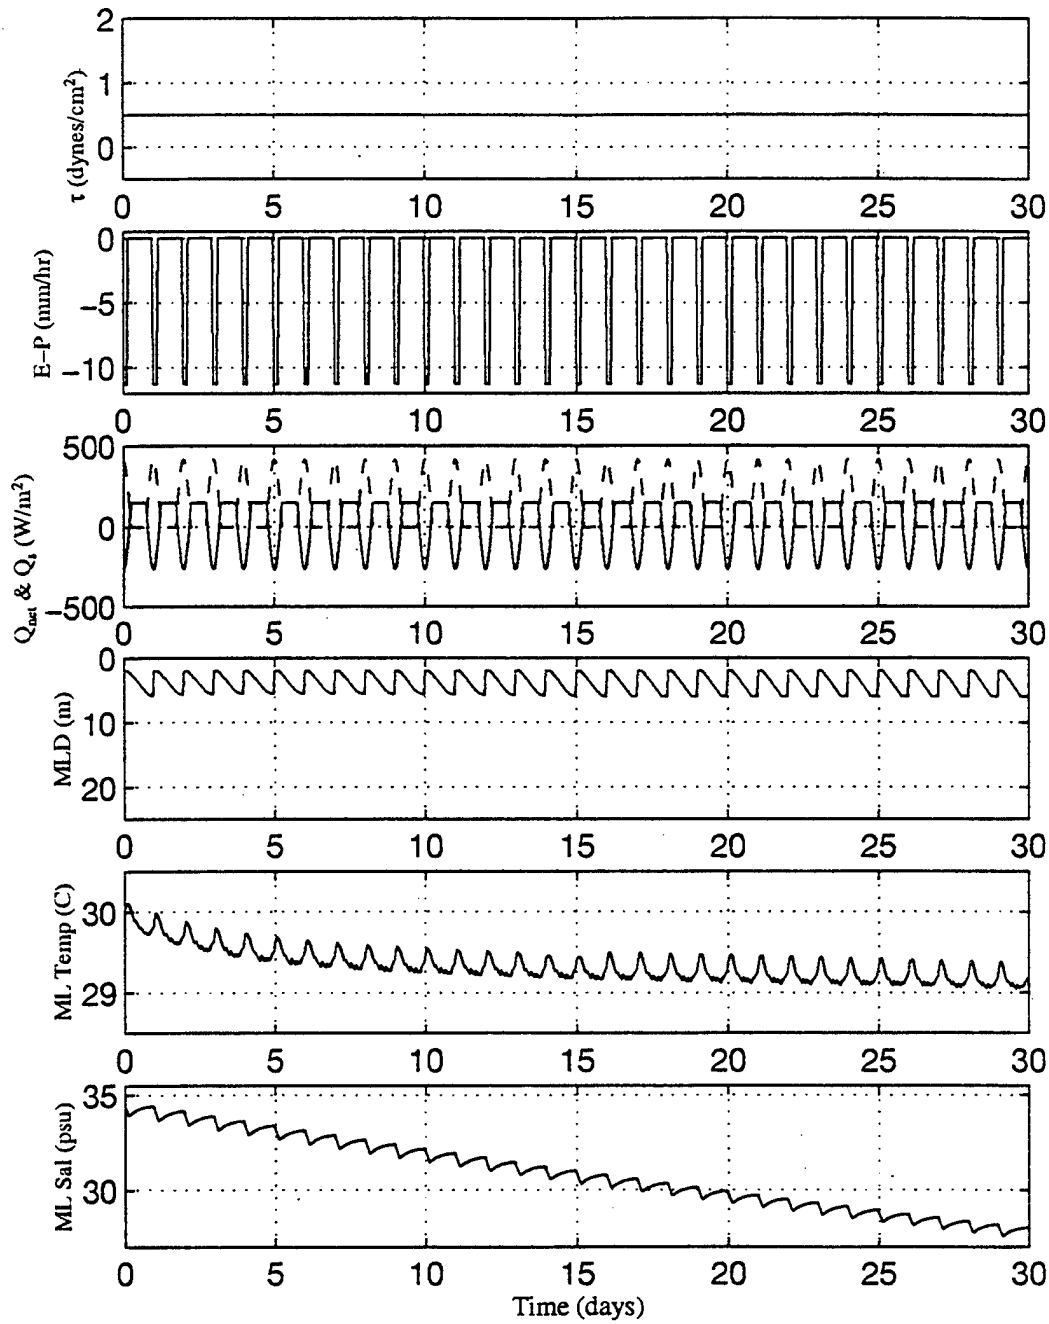 τ (dynes/cm²)
2
1
0
0 5 10 15 20 25 30
E–P (mm/hr)
0
−5
−10
0 5 10 15 20 25 30
Qnet & Qs (W/m²)
500
0
−500
0 5 10 15 20 25 30
MLD (m)
0
10
20
0 5 10 15 20 25 30
ML Temp (C)
30
29
0 5 10 15 20 25 30
ML Sal (psu)
35
30
0 5 10 15 20 25 30
Time (days)